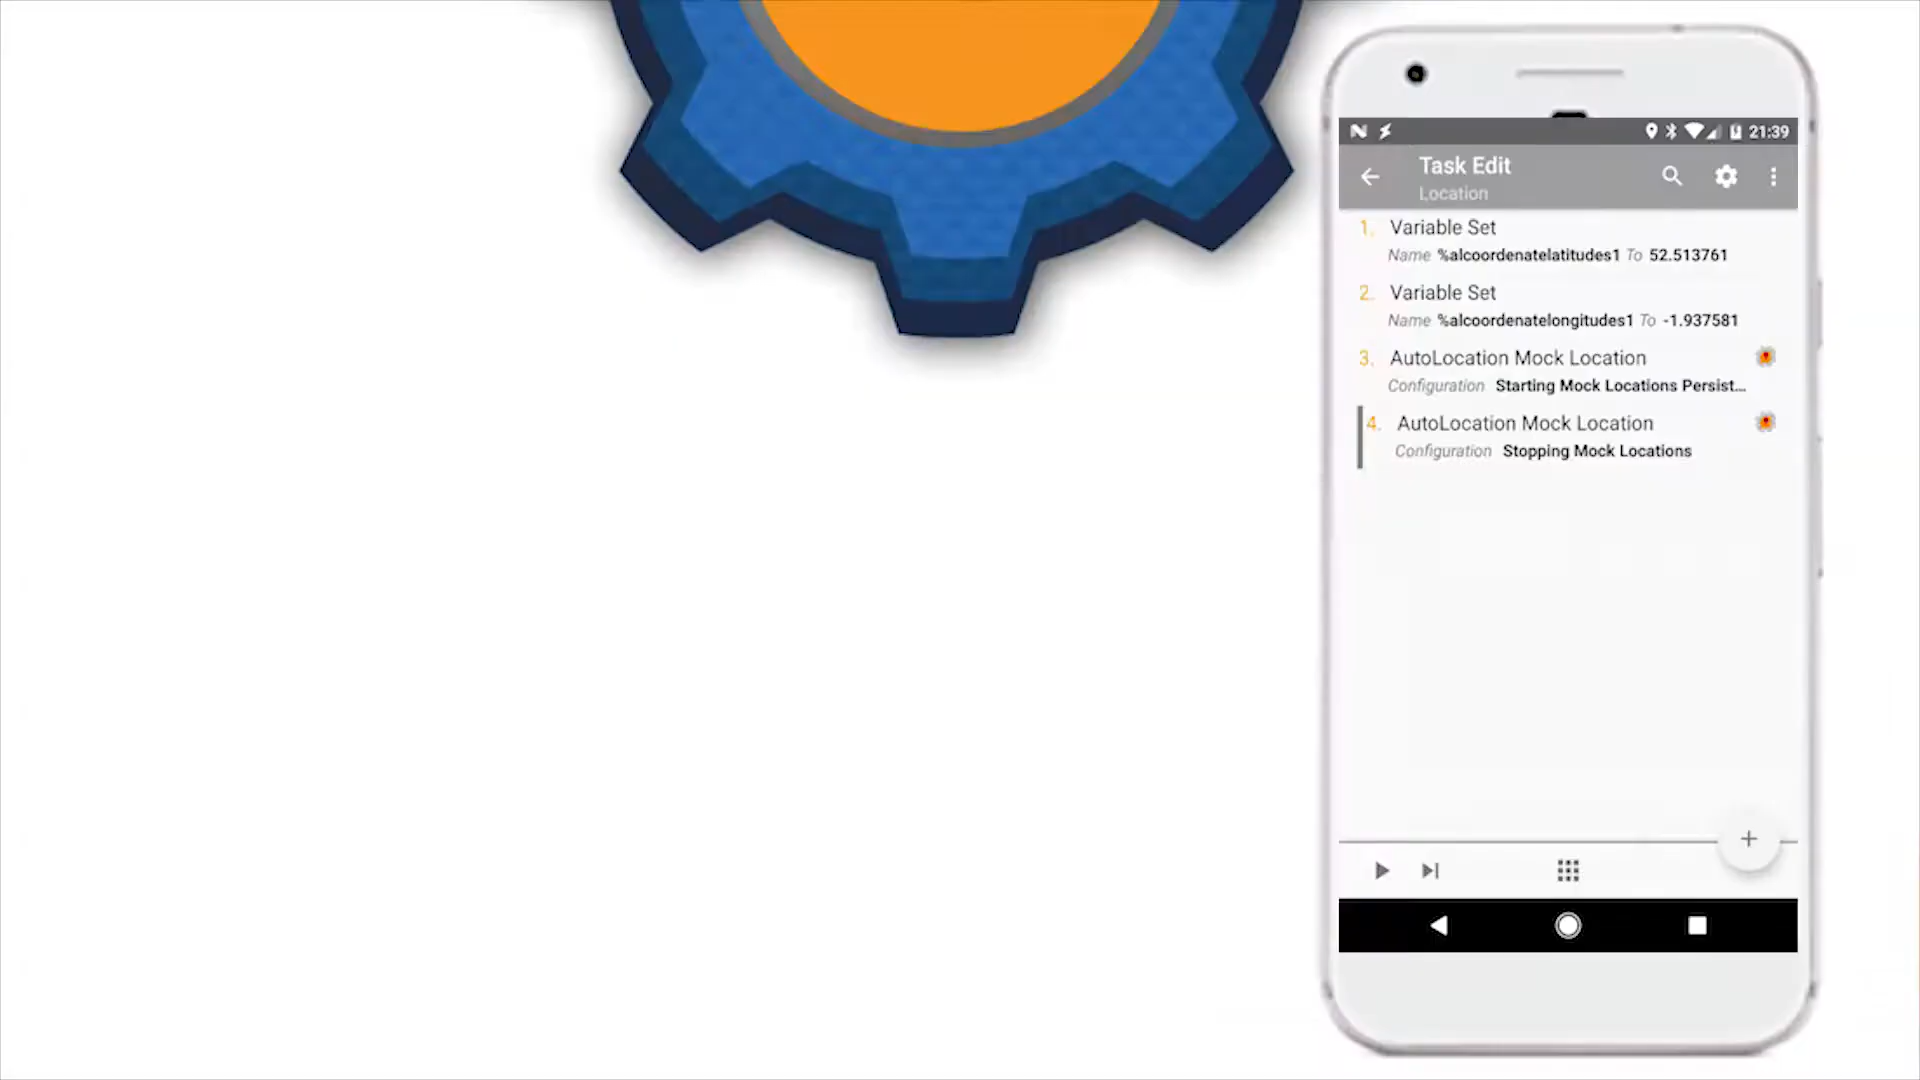 21:39
Task Edit
Location
1. Variable Set
Name %alcoordenatelatitudes1 To 52.513761
2. Variable Set
Name %alcoordenatelongitudes1 To -1.937581
3. AutoLocation Mock Location
Configuration Starting Mock Locations Persist...
4. AutoLocation Mock Location
Configuration Stopping Mock Locations